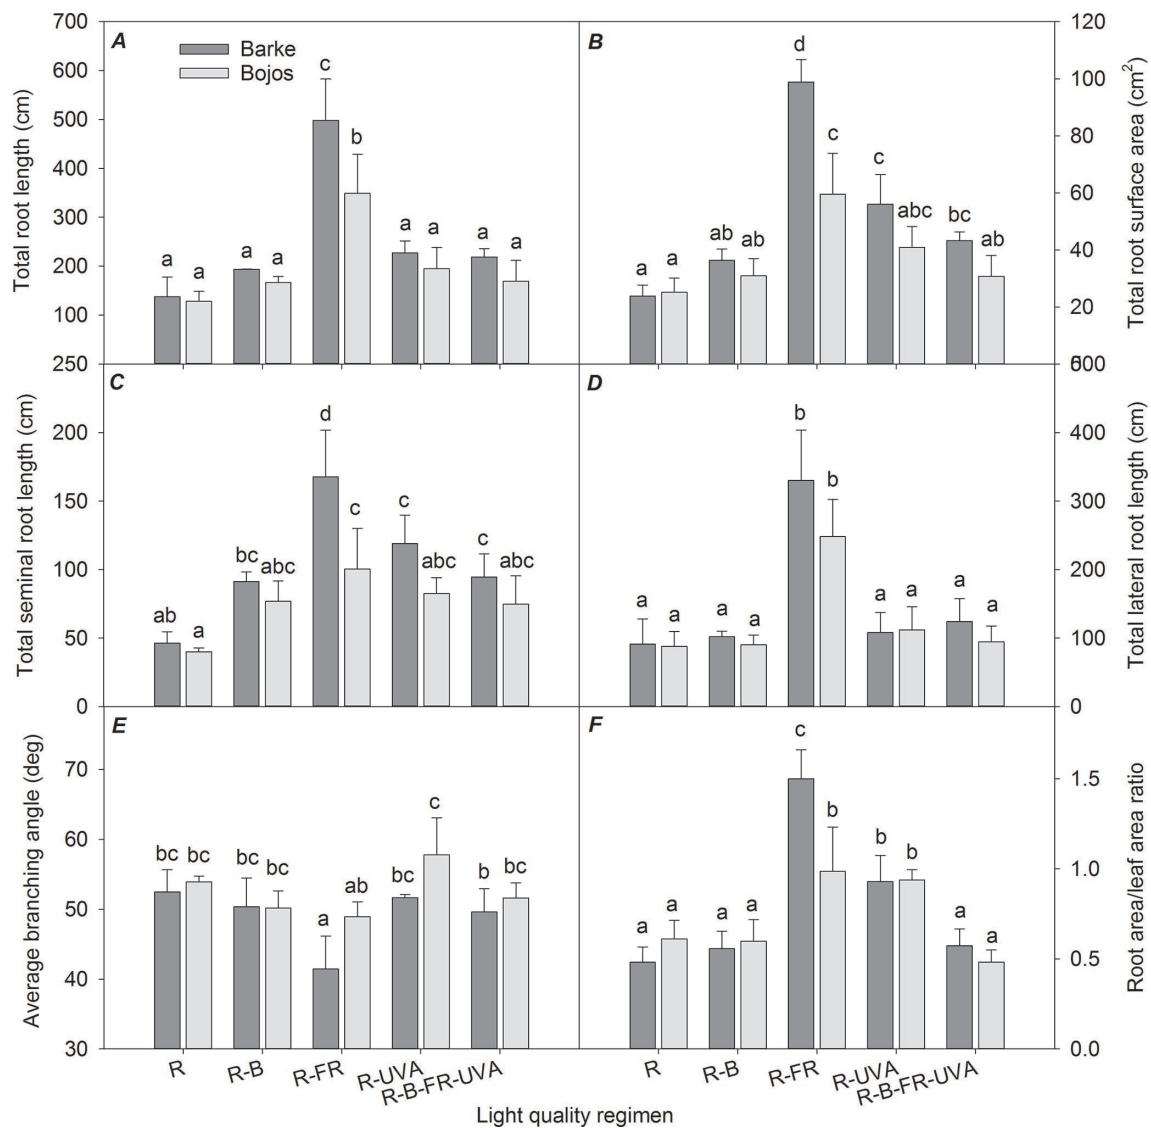 A
Barke
Bojos
700
600
500
400
300
200
100
Total root length (cm)
a a a a c b a a a a
B
120
100
80
60
40
20
Total root surface area (cm2)
a a ab ab d c c abc bc ab
C
250
200
150
100
50
0
Total seminal root length (cm)
ab a bc abc d c c abc c abc
D
600
400
300
200
100
0
Total lateral root length (cm)
a a a a b b a a a a
E
70
60
50
40
30
Average branching angle (deg)
bc bc bc bc a ab bc c b bc
F
1.5
1.0
0.5
0.0
Root area/leaf area ratio
a a a a c b b b a a
R R-B R-FR R-UVA R-B-FR-UVA
R R-B R-FR R-UVA R-B-FR-UVA
Light quality regimen